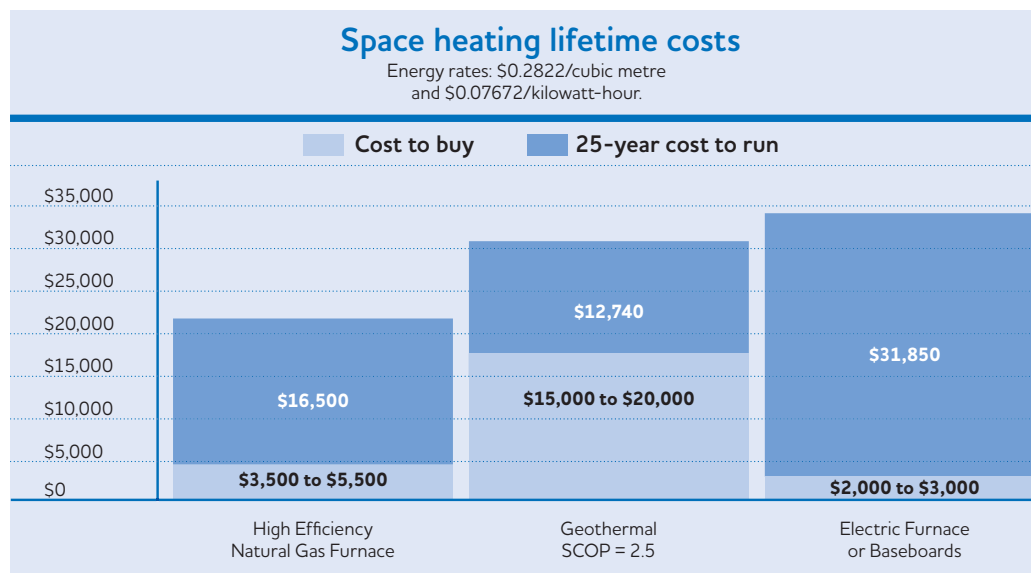 Space heating lifetime costs
Energy rates: $0.2822/cubic metre
and $0.07672/kilowatt-hour.
Cost to buy
25-year cost to run
$35,000
$30,000
$25,000
$20,000
$15,000
$10,000
$5,000
$0
$16,500
$3,500 to $5,500
$12,740
$15,000 to $20,000
$31,850
$2,000 to $3,000
High Efficiency
Natural Gas Furnace
Geothermal
SCOP = 2.5
Electric Furnace
or Baseboards